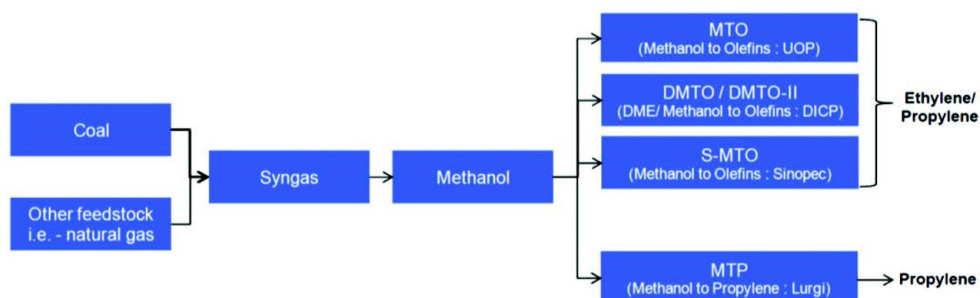 Coal
Other feedstock
i.e. - natural gas
Syngas
Methanol
MTO
(Methanol to Olefins : UOP)
DMTO / DMTO-II
(DME/ Methanol to Olefins : DICP)
S-MTO
(Methanol to Olefins : Sinopec)
MTP
(Methanol to Propylene : Lurgi)
Ethylene/
Propylene
Propylene